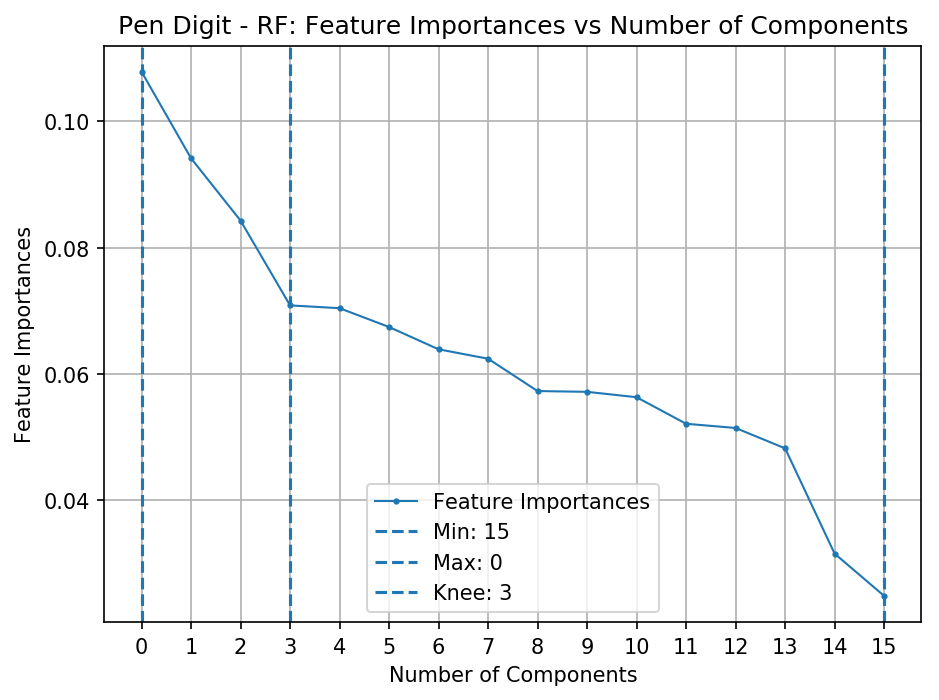 Pen Digit - RF: Feature Importances vs Number of Components
Feature Importances
0.10
0.08
0.06
0.04
Feature Importances
Min: 15
Max: 0
Knee: 3
0 1 2 3 4 5 6 7 8 9 10 11 12 13 14 15
Number of Components